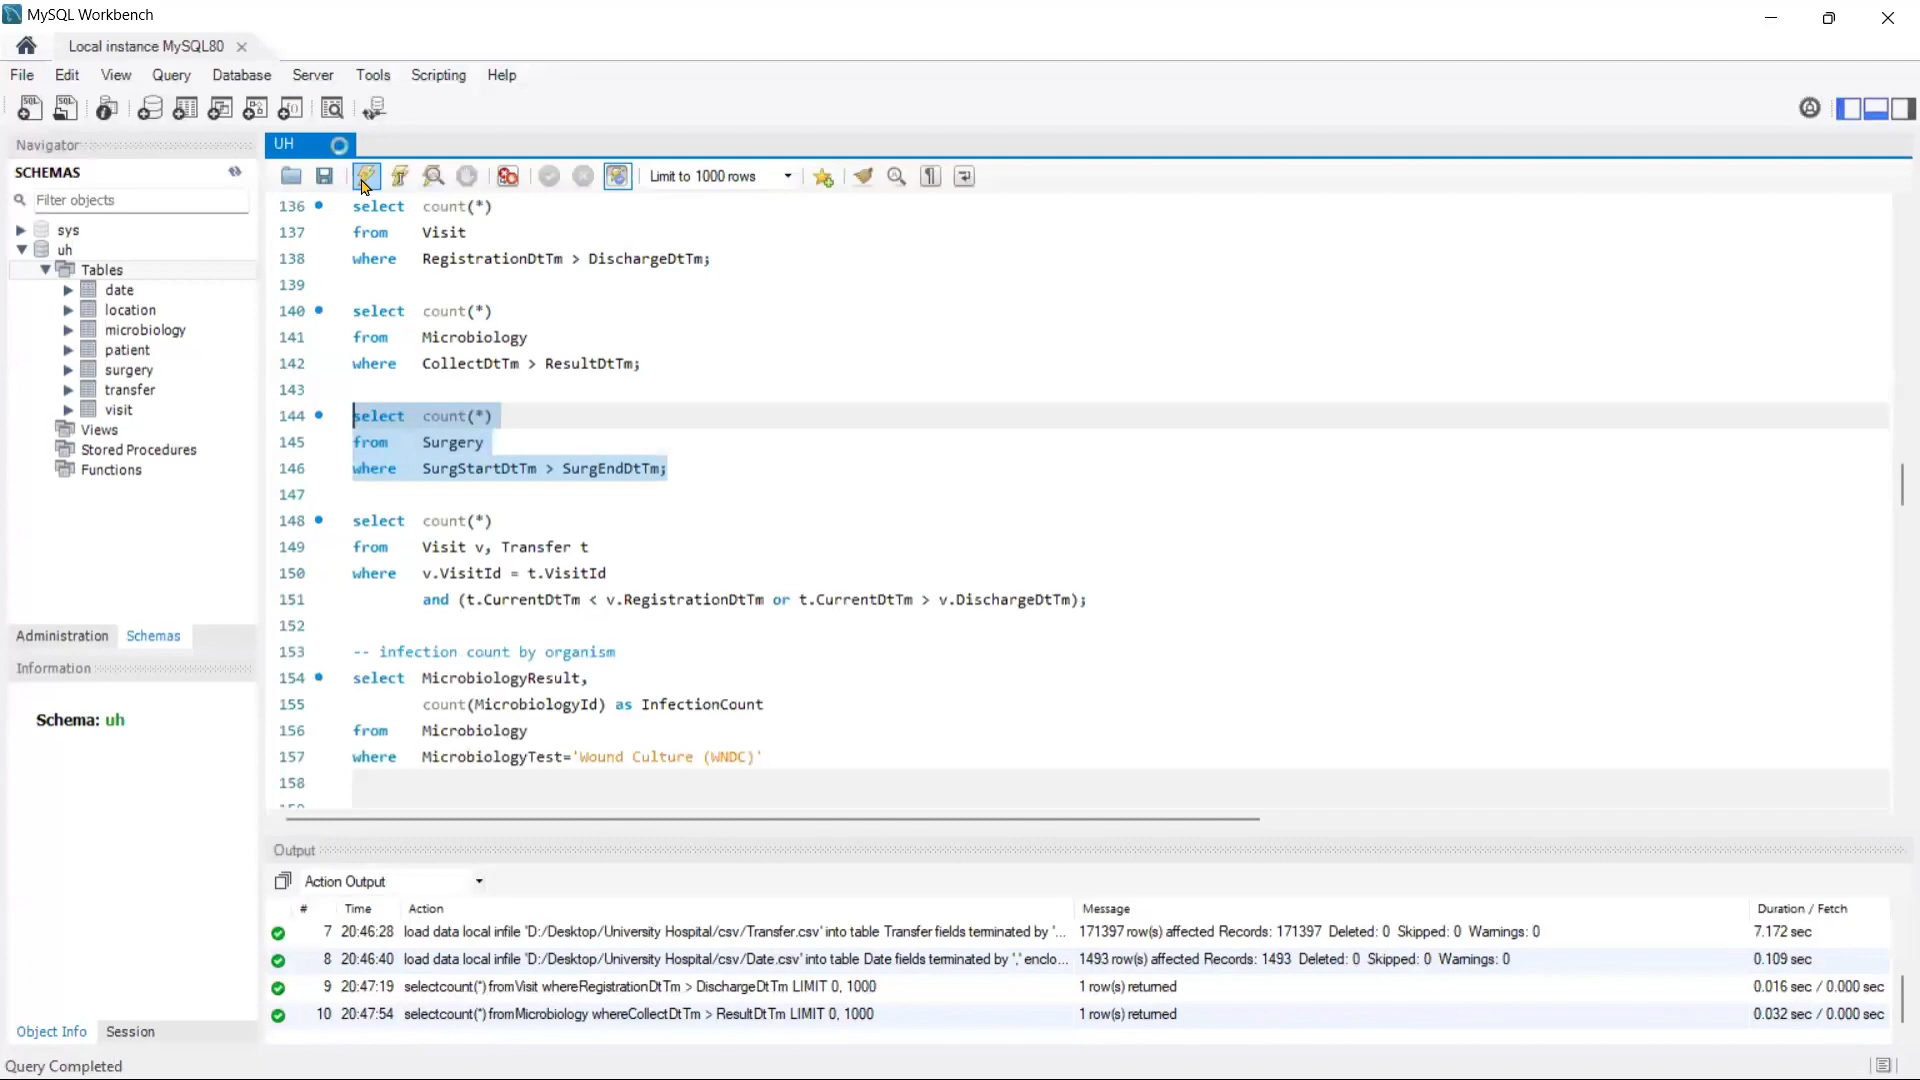 MySQL Workbench
Local instance MySQL80
File Edit View Query Database Server Tools Scripting Help
Navigator
SCHEMAS
Filter objects
sys
uh
Tables
date
location
microbiology
patient
surgery
transfer
visit
Views
Stored Procedures
Functions
Administration Schemas
Information
Schema: uh
Object Info Session
UH
Limit to 1000 rows
136 select count(*)
137 from Visit
138 where RegistrationDtTm > DischargeDtTm;
139
140 select count(*)
141 from Microbiology
142 where CollectDtTm > ResultDtTm;
143
144 select count(*)
145 from Surgery
146 where SurgStartDtTm > SurgEndDtTm;
147
148 select count(*)
149 from Visit v, Transfer t
150 where v.VisitId = t.VisitId
151 and (t.CurrentDtTm < v.RegistrationDtTm or t.CurrentDtTm > v.DischargeDtTm);
152
153 -- infection count by organism
154 select MicrobiologyResult,
155 count(MicrobiologyId) as InfectionCount
156 from Microbiology
157 where MicrobiologyTest='Wound Culture (WNDC)'
158
Output
Action Output
# Time Action Message Duration / Fetch
7 20:46:28 load data local infile 'D:/Desktop/University Hospital/csv/Transfer.csv' into table Transfer fields terminated by '... 171397 row(s) affected Records: 171397 Deleted: 0 Skipped: 0 Warnings: 0 7.172 sec
8 20:46:40 load data local infile 'D:/Desktop/University Hospital/csv/Date.csv' into table Date fields terminated by ',' enclo... 1493 row(s) affected Records: 1493 Deleted: 0 Skipped: 0 Warnings: 0 0.109 sec
9 20:47:19 selectcount(*) fromVisit whereRegistrationDtTm > DischargeDtTm LIMIT 0, 1000 1 row(s) returned 0.016 sec / 0.000 sec
10 20:47:54 selectcount(*) fromMicrobiology whereCollectDtTm > ResultDtTm LIMIT 0, 1000 1 row(s) returned 0.032 sec / 0.000 sec
Query Completed